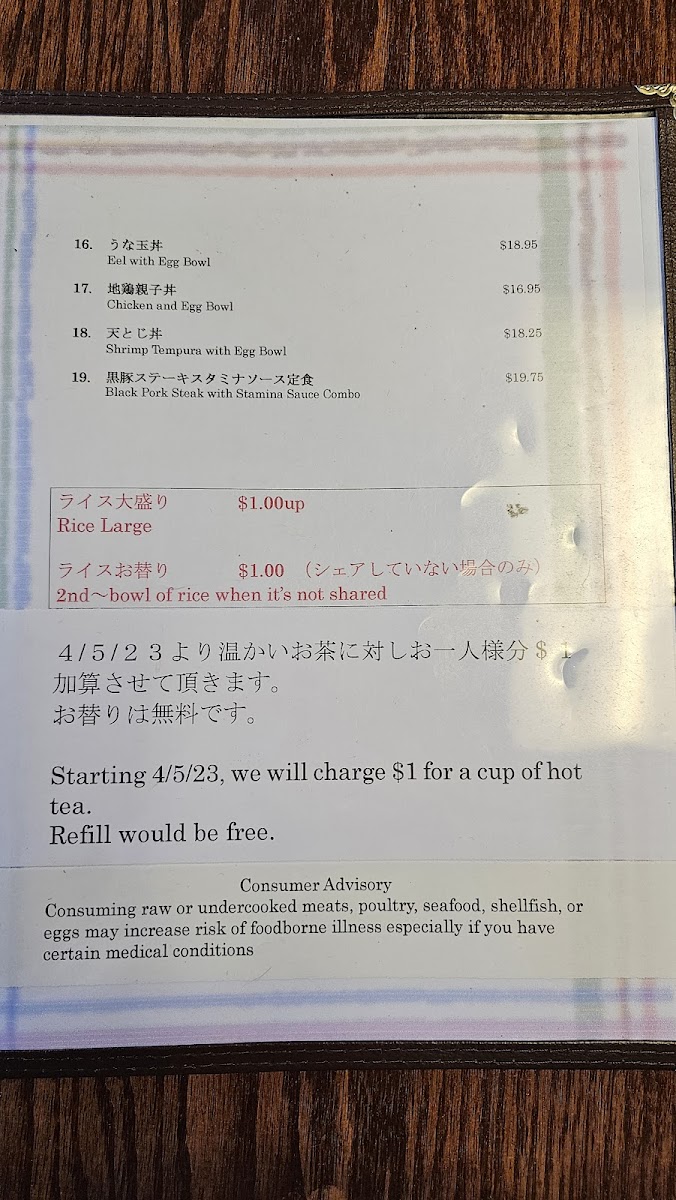 16. うな玉丼 $18.95
Eel with Egg Bowl
17. 地鶏親子丼 $16.95
Chicken and Egg Bowl
18. 天とじ丼 $18.25
Shrimp Tempura with Egg Bowl
19. 黒豚ステーキスタミナソース定食 $19.75
Black Pork Steak with Stamina Sauce Combo
ライス大盛り $1.00up
Rice Large
ライスお替り $1.00 （シェアしていない場合のみ）
2nd～bowl of rice when it's not shared
４/５/２３より温かいお茶に対しお一人様分＄１
加算させて頂きます。
お替りは無料です。
Starting 4/5/23, we will charge $1 for a cup of hot
tea.
Refill would be free.
Consumer Advisory
Consuming raw or undercooked meats, poultry, seafood, shellfish, or
eggs may increase risk of foodborne illness especially if you have
certain medical conditions